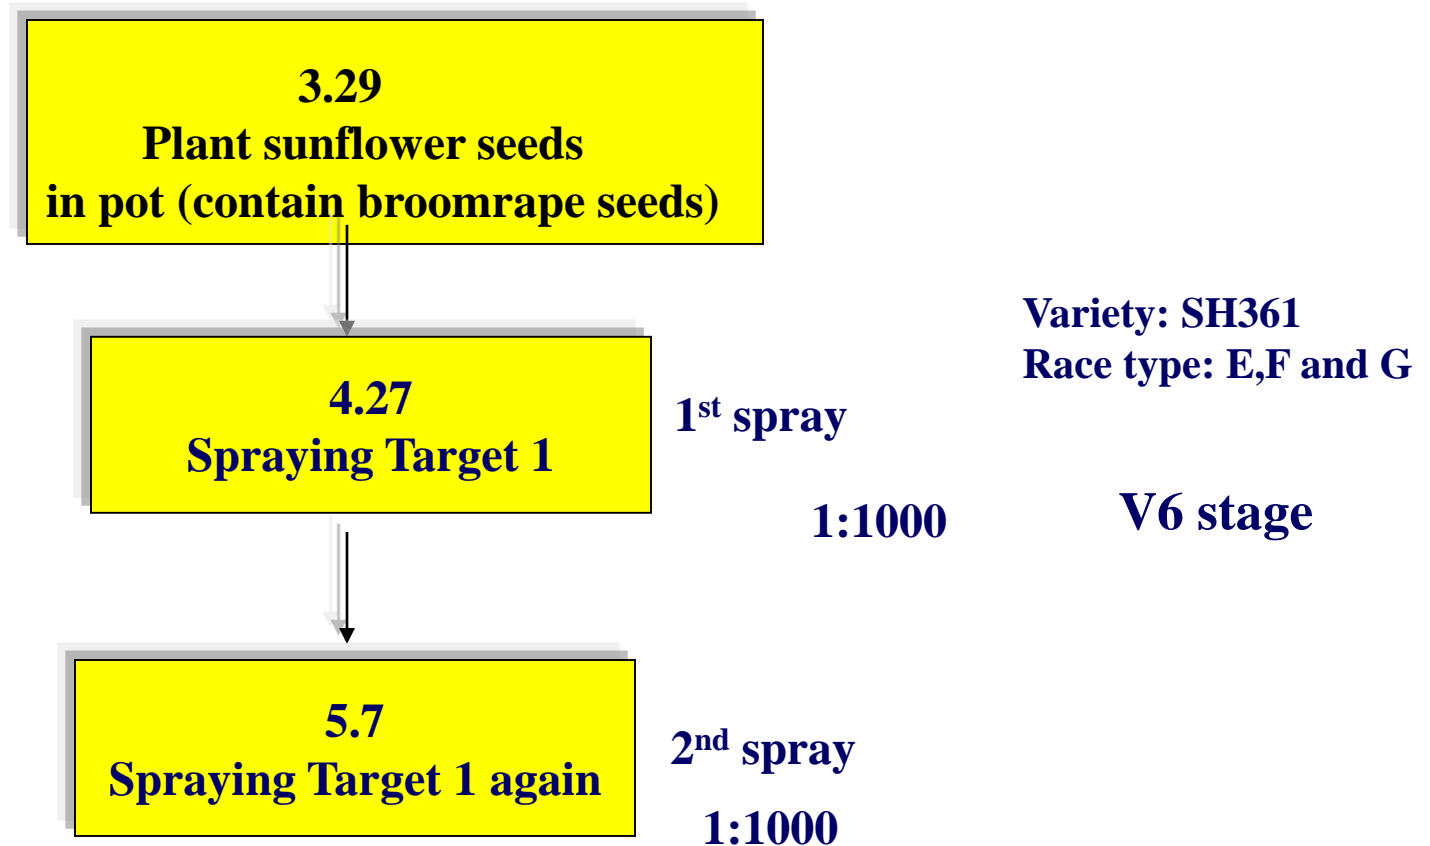 3.29
Plant sunflower seeds
in pot (contain broomrape seeds)
Variety: SH361
Race type: E,F and G
4.27
Spraying Target 1
1st spray
1:1000
V6 stage
5.7
Spraying Target 1 again
2nd spray
1:1000